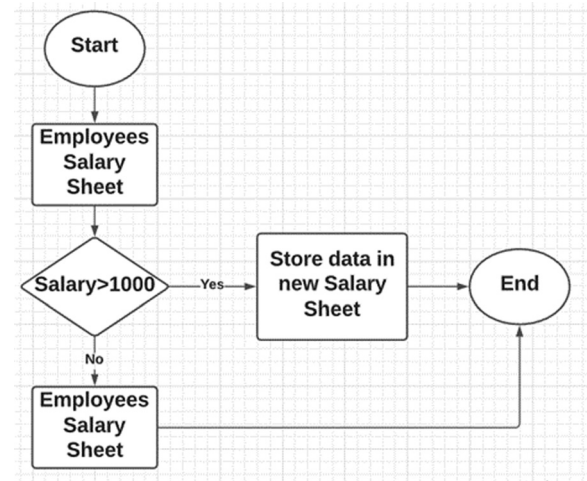 Start
Employees
Salary
Sheet
Salary>1000
Yes
Store data in
new Salary
Sheet
End
No
Employees
Salary
Sheet